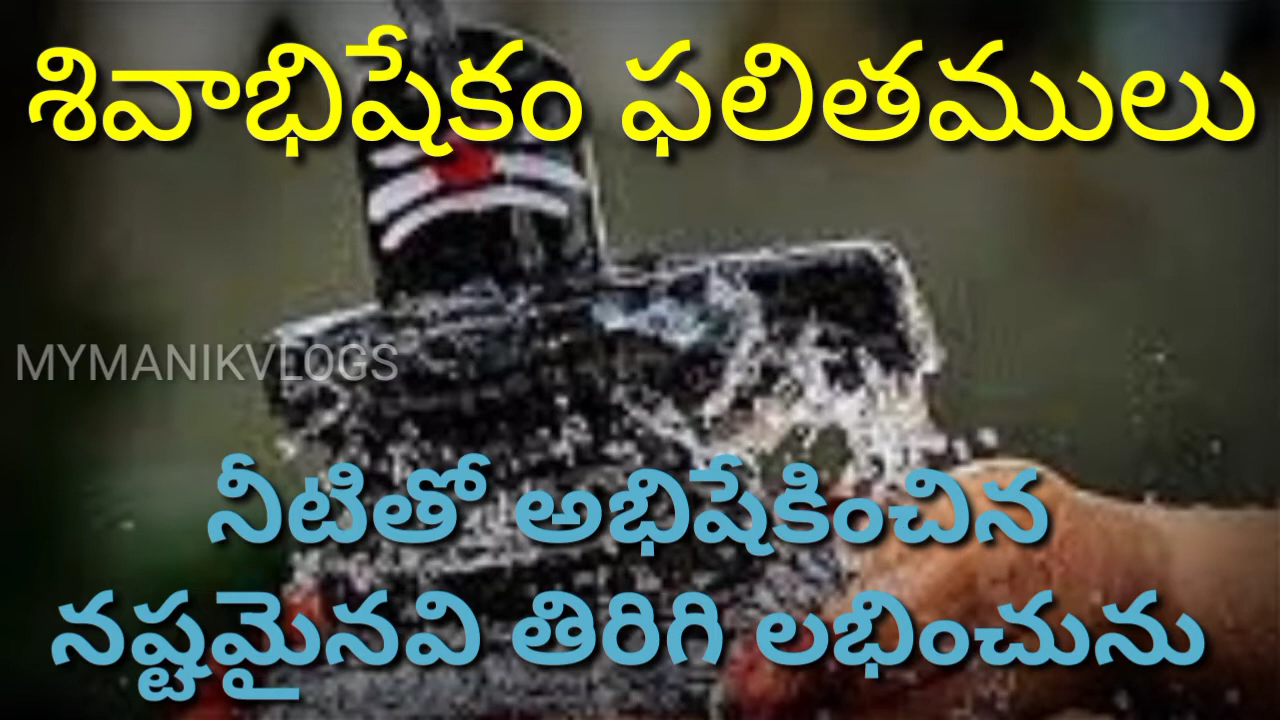 శివాభిషేకం ఫలితములు
MYMANIKVLOGS
నీటితో అభిషేకించిన
నష్టమైనవి తిరిగి లభించును